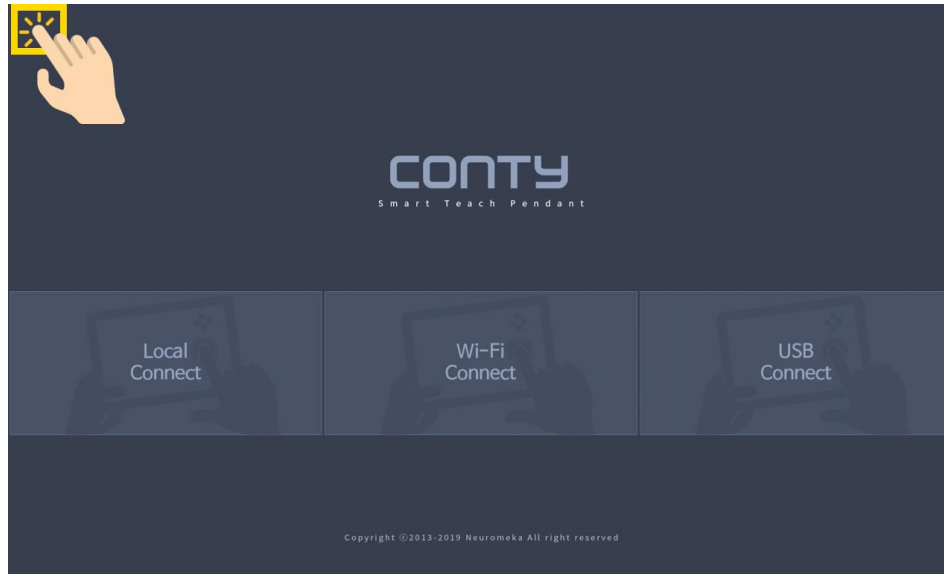 CONTY
Smart Teach Pendant
Local
Connect
Wi-Fi
Connect
USB
Connect
Copyright ⓒ2013-2019 Neuromeka All right reserved